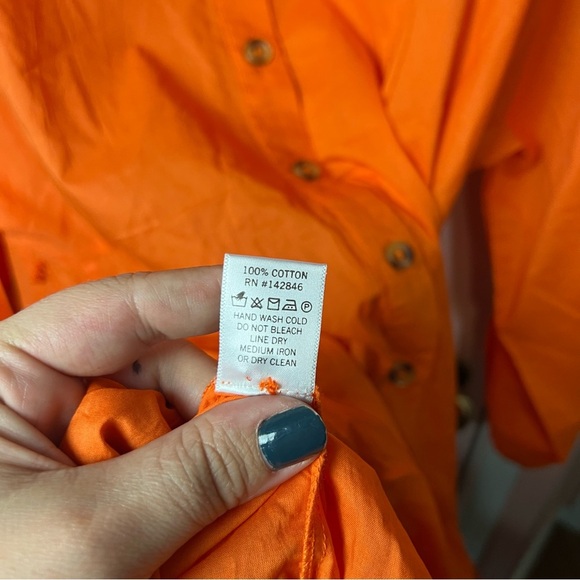 100% COTTON
RN #142846
P
HAND WASH COLD
DO NOT BLEACH
LINE DRY
MEDIUM IRON
OR DRY CLEAN